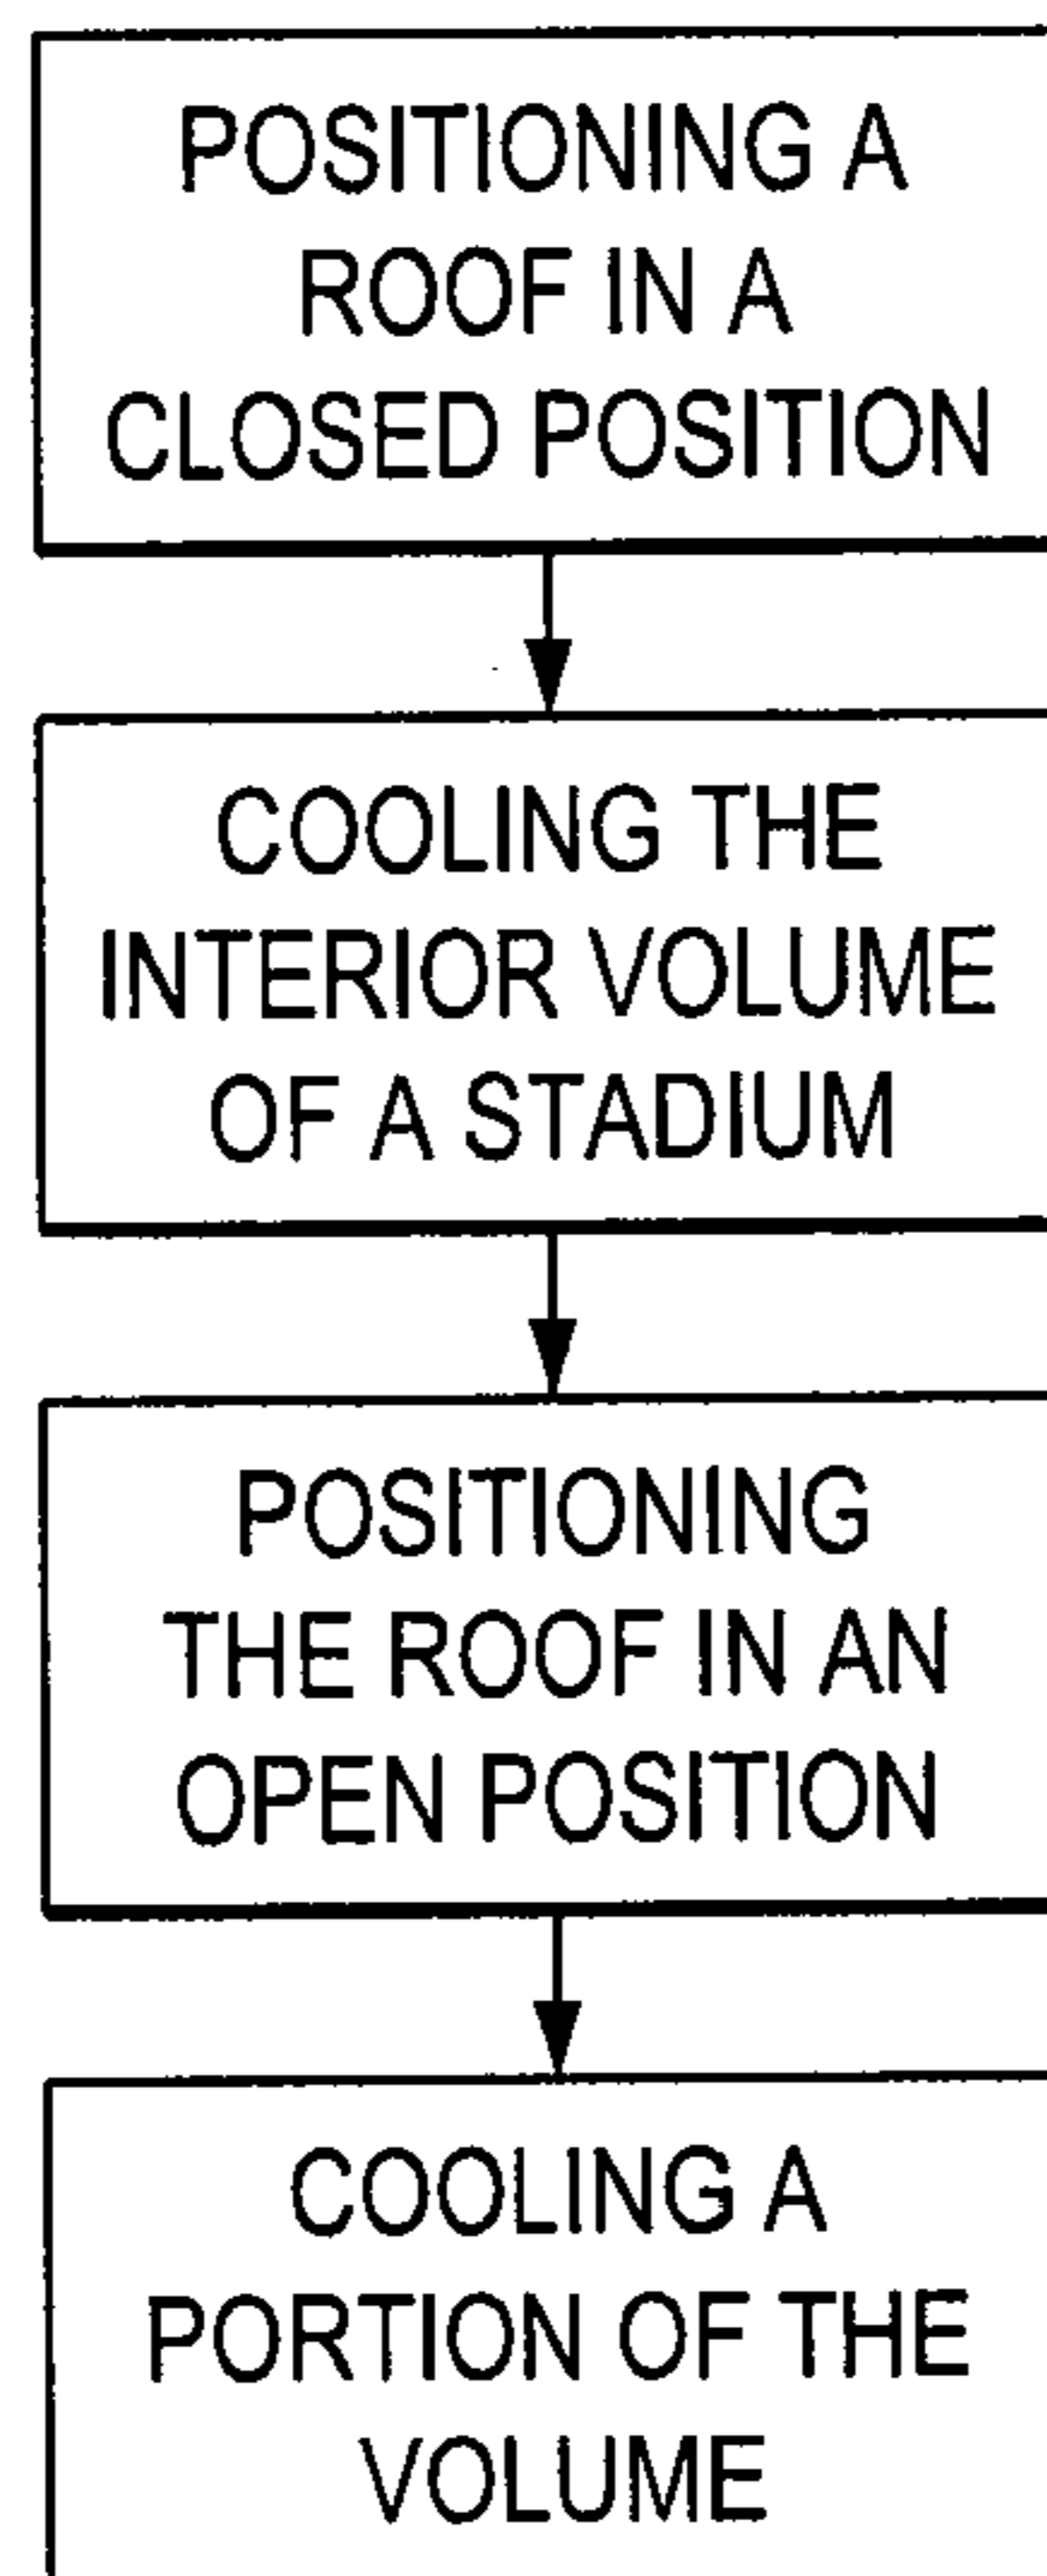 POSITIONING A
ROOF IN A
CLOSED POSITION
COOLING THE
INTERIOR VOLUME
OF A STADIUM
POSITIONING
THE ROOF IN AN
OPEN POSITION
COOLING A
PORTION OF THE
VOLUME